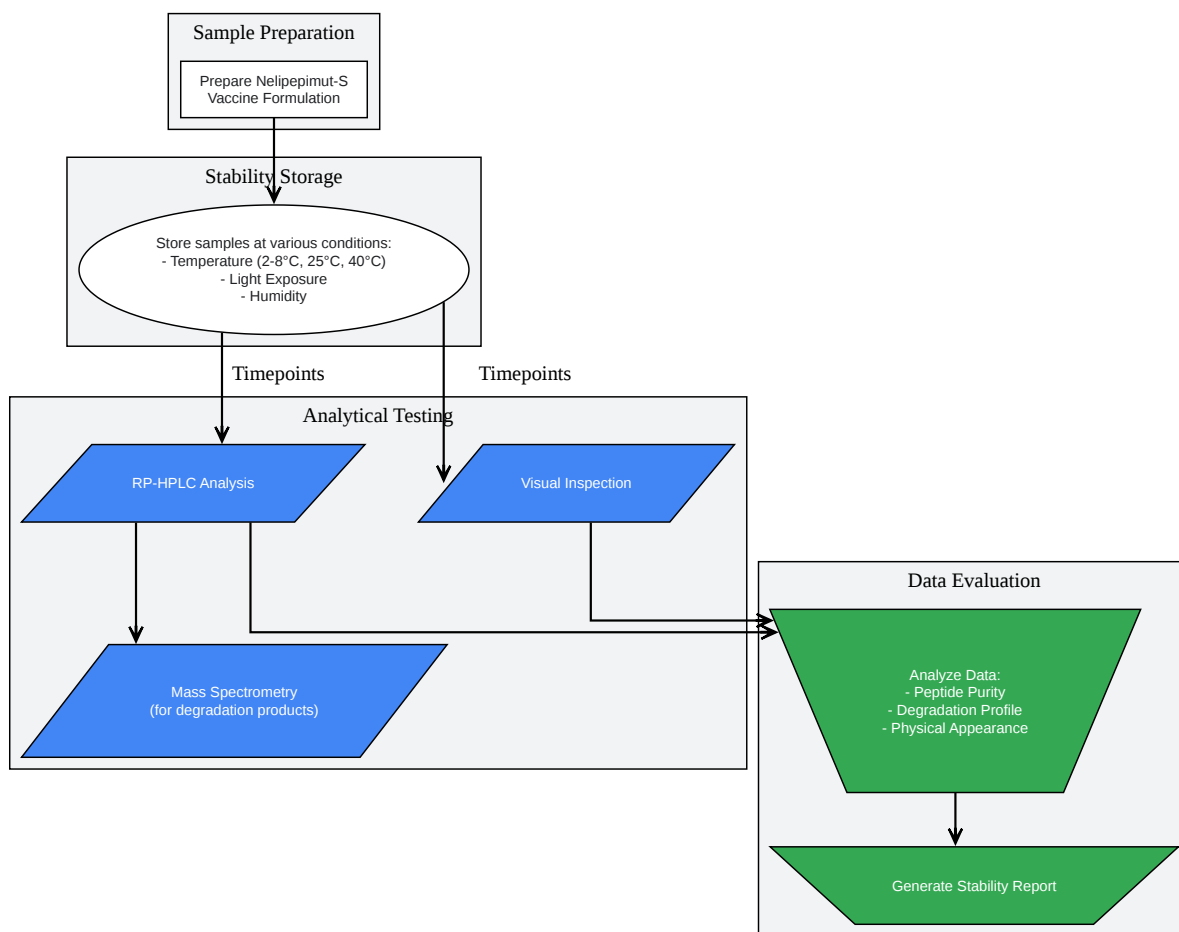 Sample Preparation
Prepare Nelipepimut-S
Vaccine Formulation
Stability Storage
Store samples at various conditions:
- Temperature (2-8°C, 25°C, 40°C)
- Light Exposure
- Humidity
Timepoints
Timepoints
Analytical Testing
RP-HPLC Analysis
Visual Inspection
Mass Spectrometry
(for degradation products)
Data Evaluation
Analyze Data:
- Peptide Purity
- Degradation Profile
- Physical Appearance
Generate Stability Report